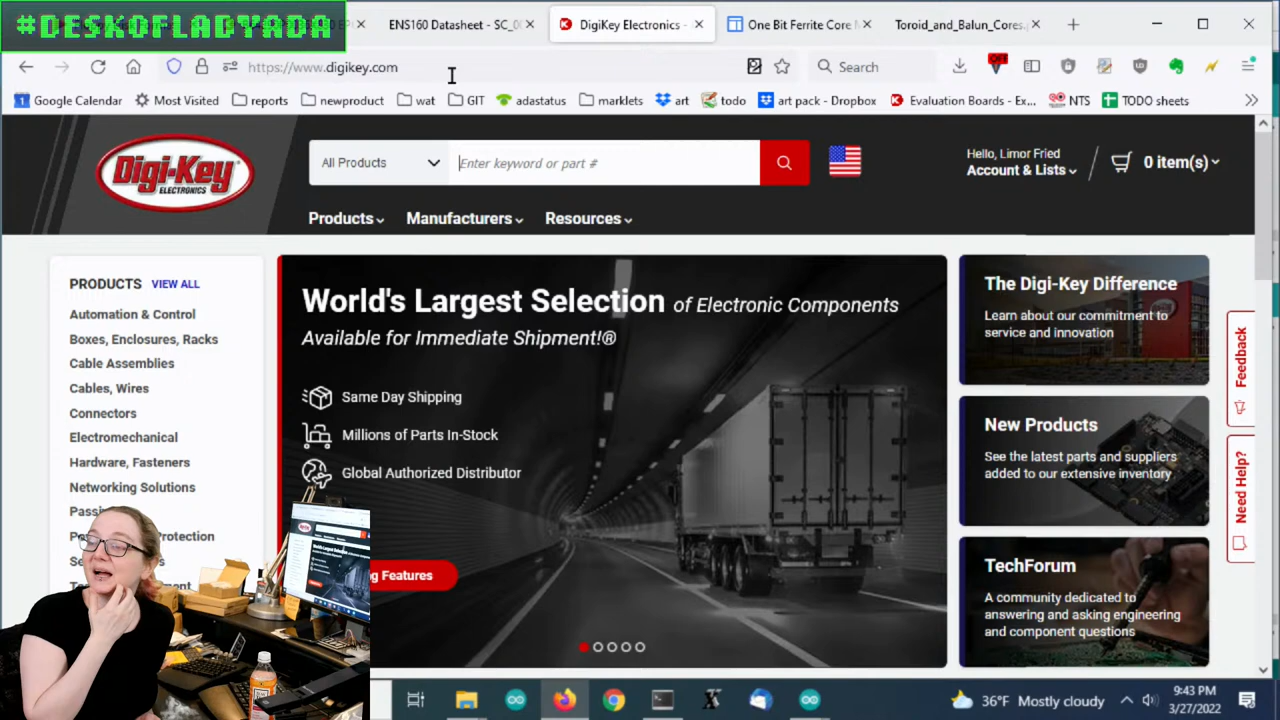 #DESKOFLADYADA
ENS160 Datasheet - SC_0
DigiKey Electronics -
One Bit Ferrite Core
Toroid_and_Balun_Cores.
https://www.digikey.com
OFF
Search
Google Calendar
Most Visited
reports
newproduct
wat
GIT
adastatus
marklets
art
todo
art pack - Dropbox
Evaluation Boards - Ex...
NTS
TODO sheets
Digi-Key
ELECTRONICS
All Products
Enter keyword or part #
Hello, Limor Fried
Account & Lists
0 item(s)
Products
Manufacturers
Resources
PRODUCTS VIEW ALL
Automation & Control
Boxes, Enclosures, Racks
Cable Assemblies
Cables, Wires
Connectors
Electromechanical
Hardware, Fasteners
Networking Solutions
Protection
World's Largest Selection of Electronic Components
Available for Immediate Shipment!®
Same Day Shipping
Millions of Parts In-Stock
Global Authorized Distributor
Features
The Digi-Key Difference
Learn about our commitment to
service and innovation
New Products
See the latest parts and suppliers
added to our extensive inventory
TechForum
A community dedicated to
answering and asking engineering
and component questions
Feedback
Need Help?
36°F Mostly cloudy
9:43 PM
3/27/2022